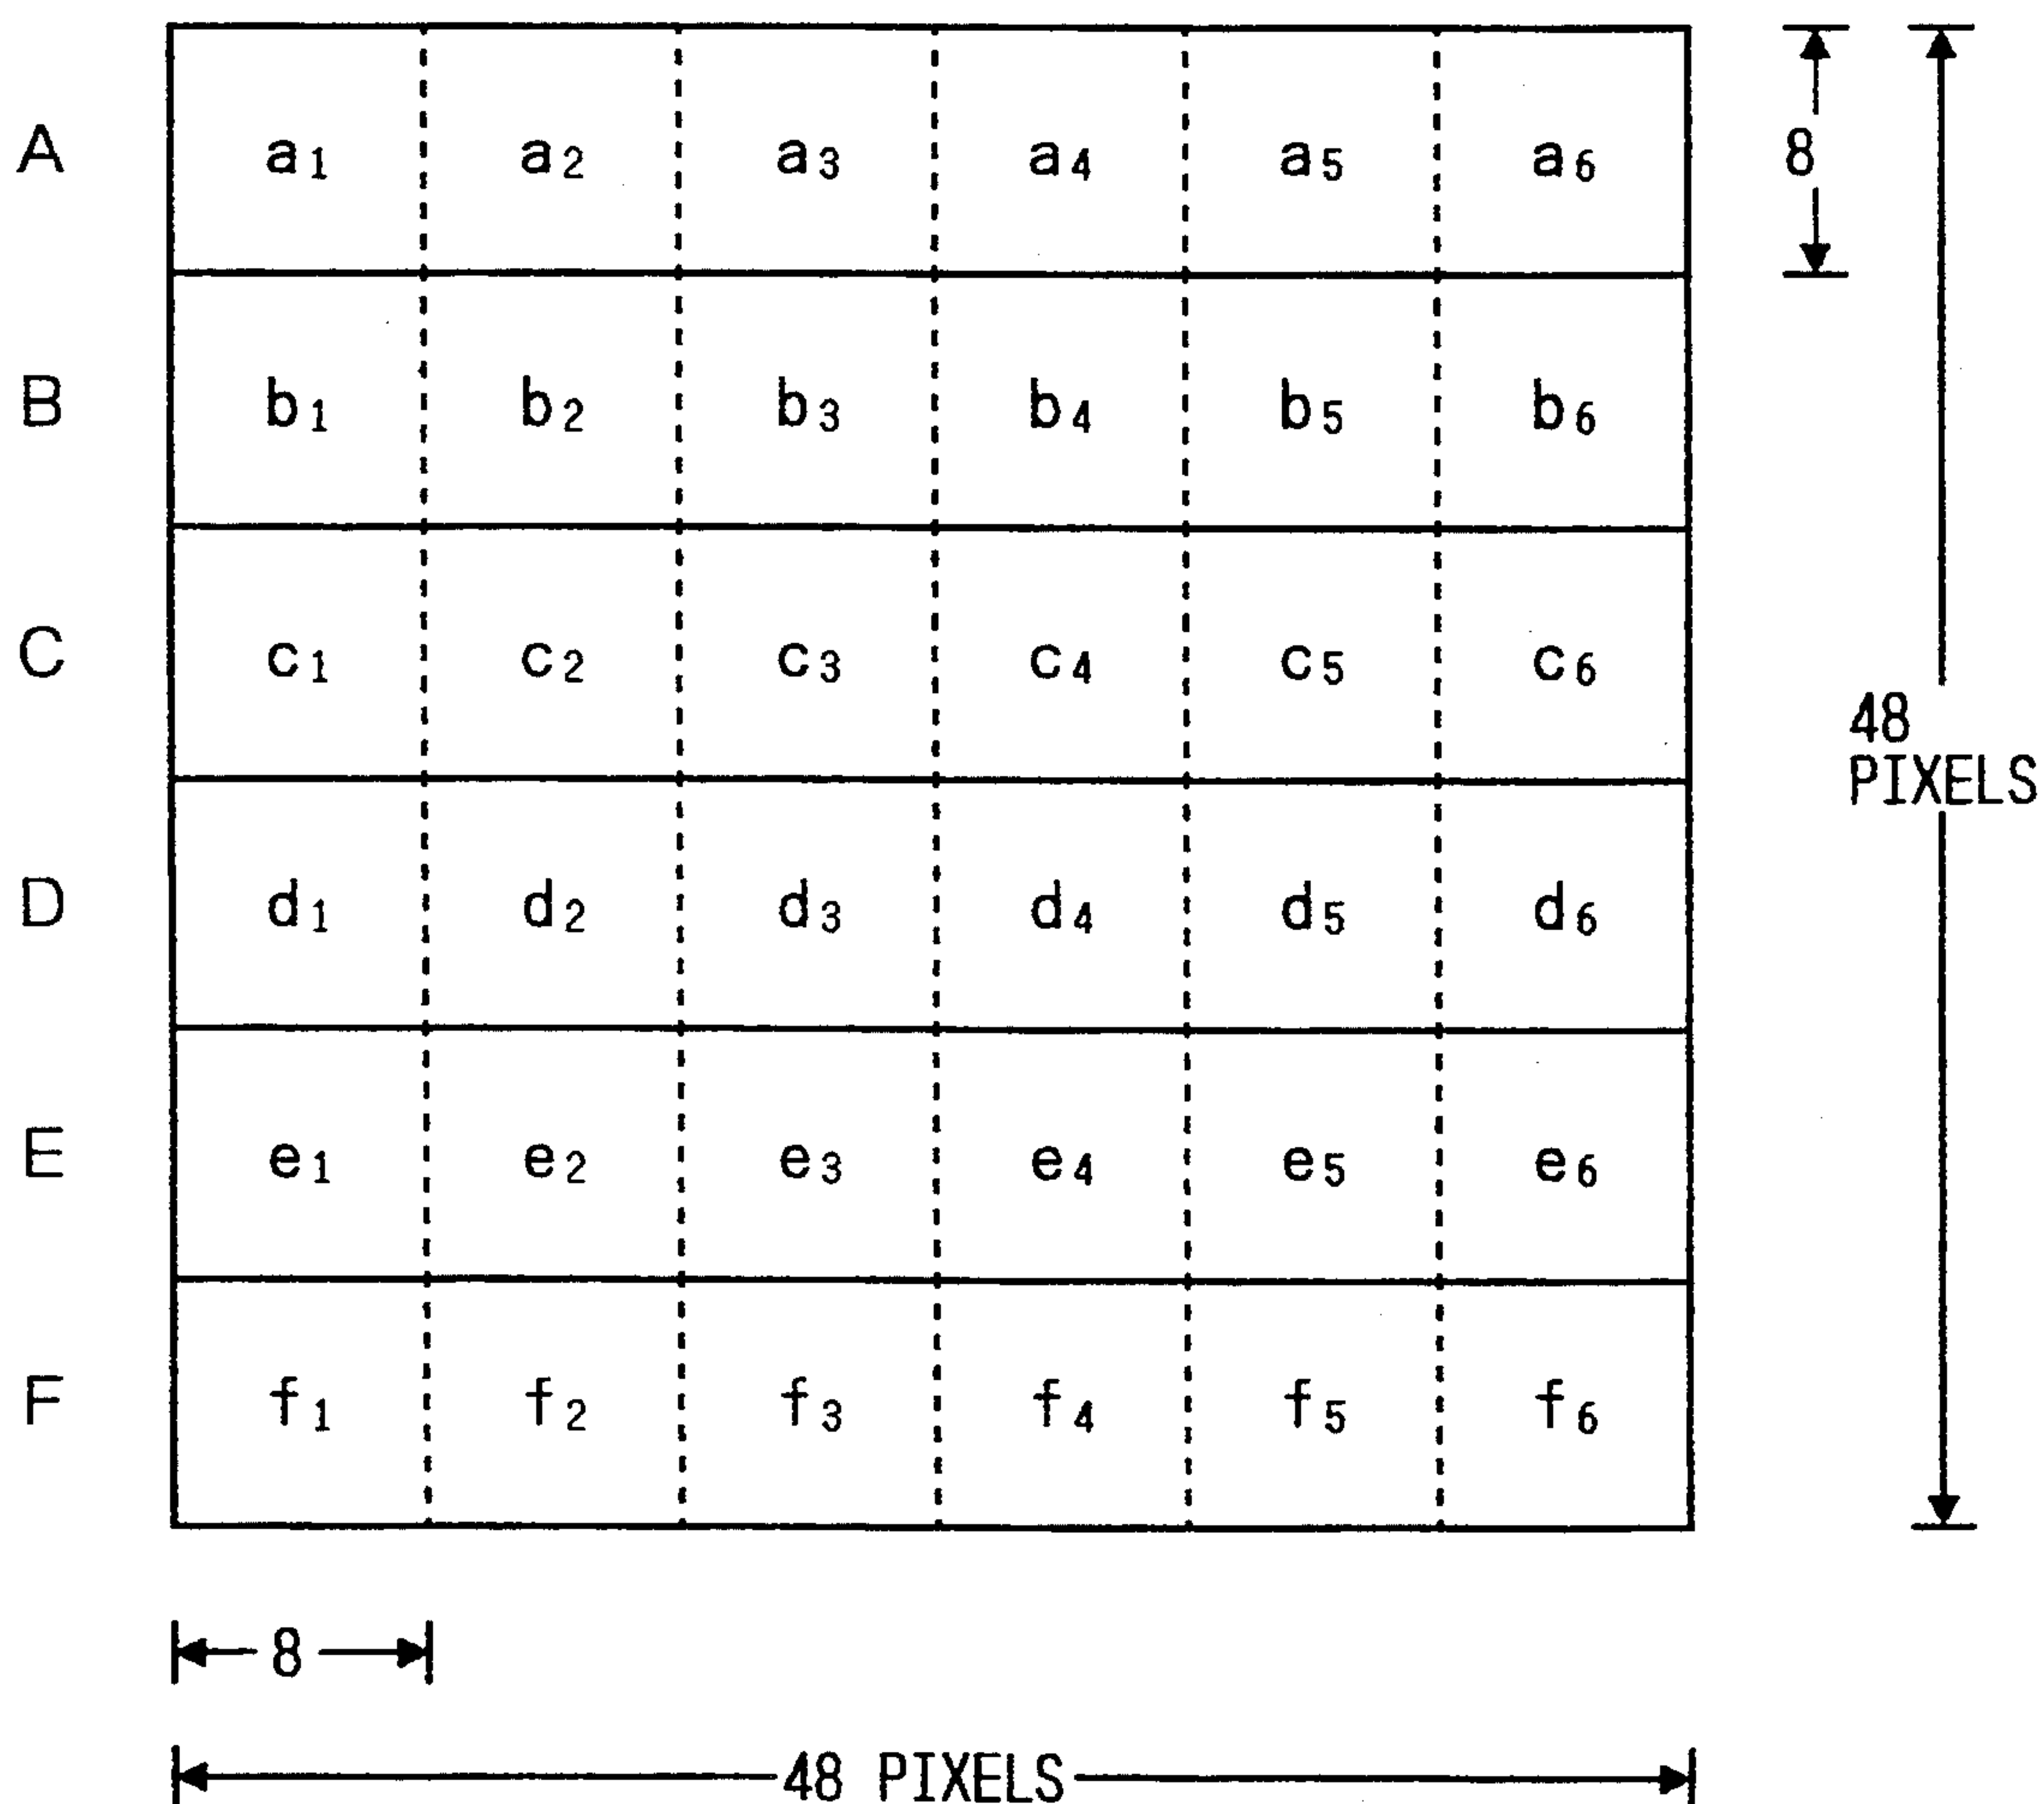 A a1 a2 a3 a4 a5 a6 8
B b1 b2 b3 b4 b5 b6
C c1 c2 c3 c4 c5 c6
48
PIXELS
D d1 d2 d3 d4 d5 d6
E e1 e2 e3 e4 e5 e6
F f1 f2 f3 f4 f5 f6
8
48 PIXELS